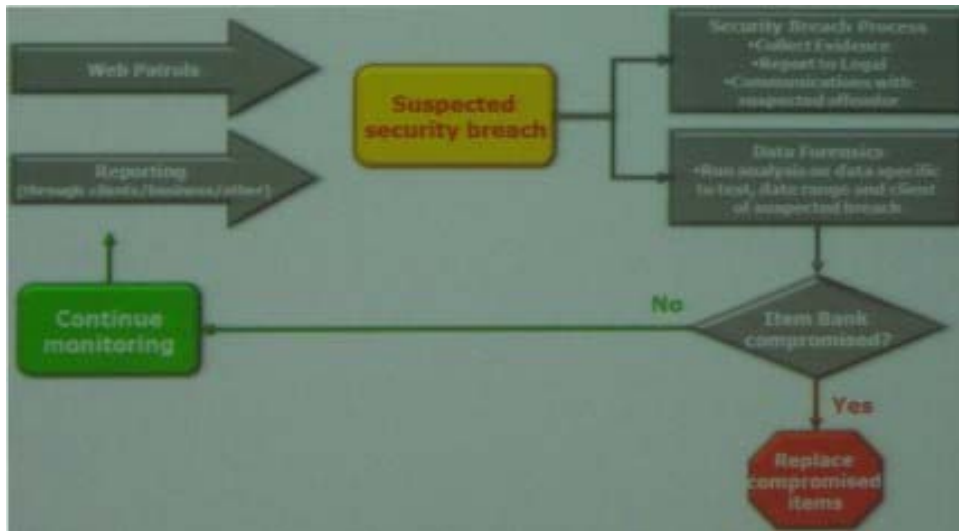 Web Patrols
Reporting
(through clients/business/other)
Suspected
security breach
Security Breach Process
•Collect Evidence
•Report to Legal
•Communications with
suspected offender
Data Forensics
•Run analysis on data specific
to test, date range and client
of suspected breach
Item Bank
compromised?
No
Yes
Continue
monitoring
Replace
compromised
items